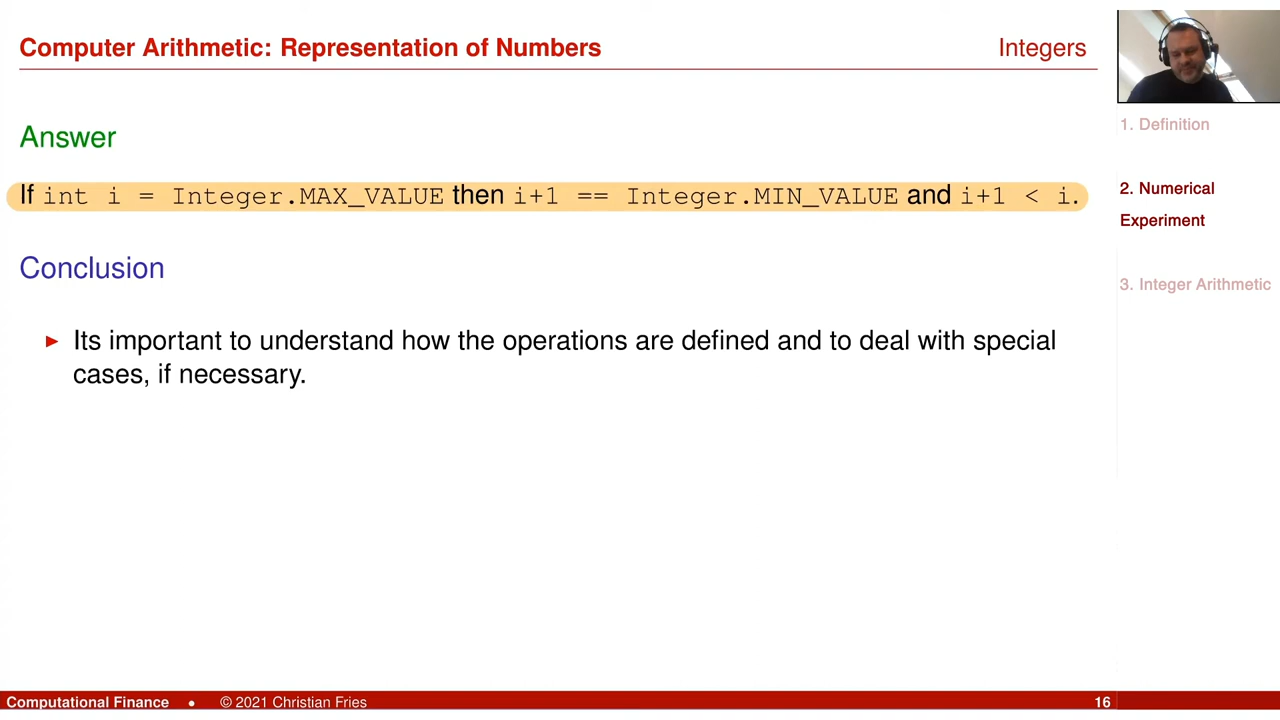 Computer Arithmetic: Representation of Numbers
Integers
Answer
If int i = Integer.MAX_VALUE then i+1 == Integer.MIN_VALUE and i+1 < i.
Conclusion
► Its important to understand how the operations are defined and to deal with special
cases, if necessary.
1. Definition
2. Numerical
Experiment
3. Integer Arithmetic
Computational Finance • © 2021 Christian Fries
16